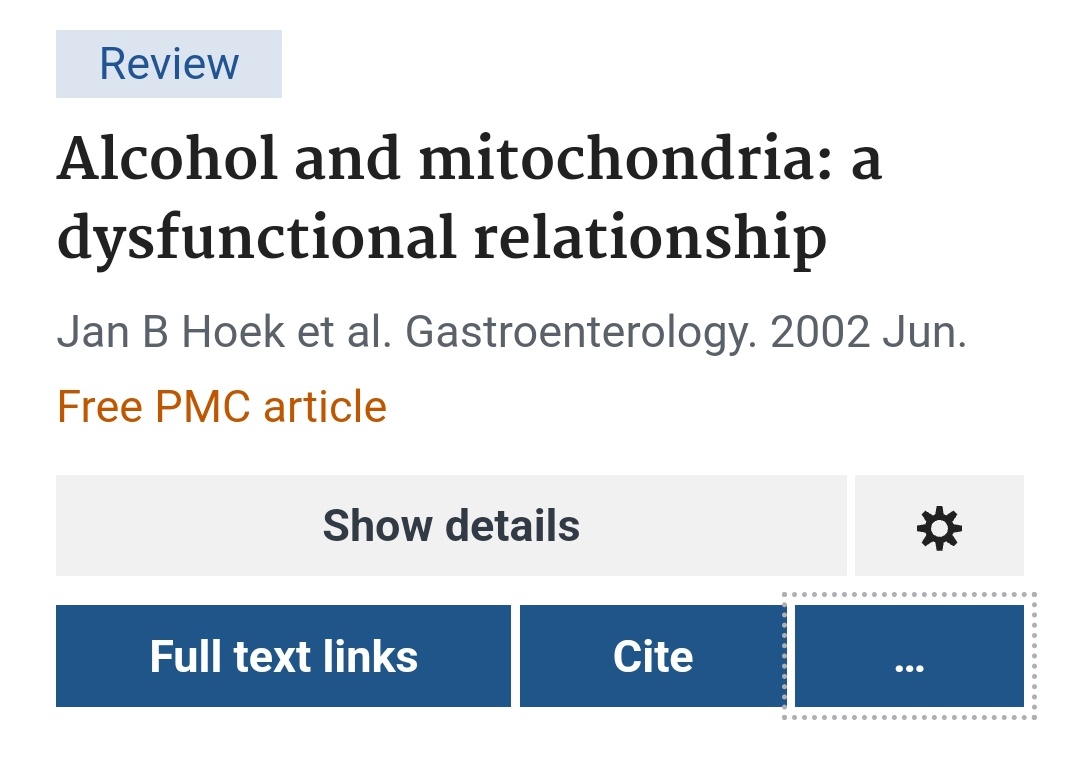 Review
Alcohol and mitochondria: a
dysfunctional relationship
Jan B Hoek et al. Gastroenterology. 2002 Jun.
Free PMC article
Show details
Full text links
Cite
...